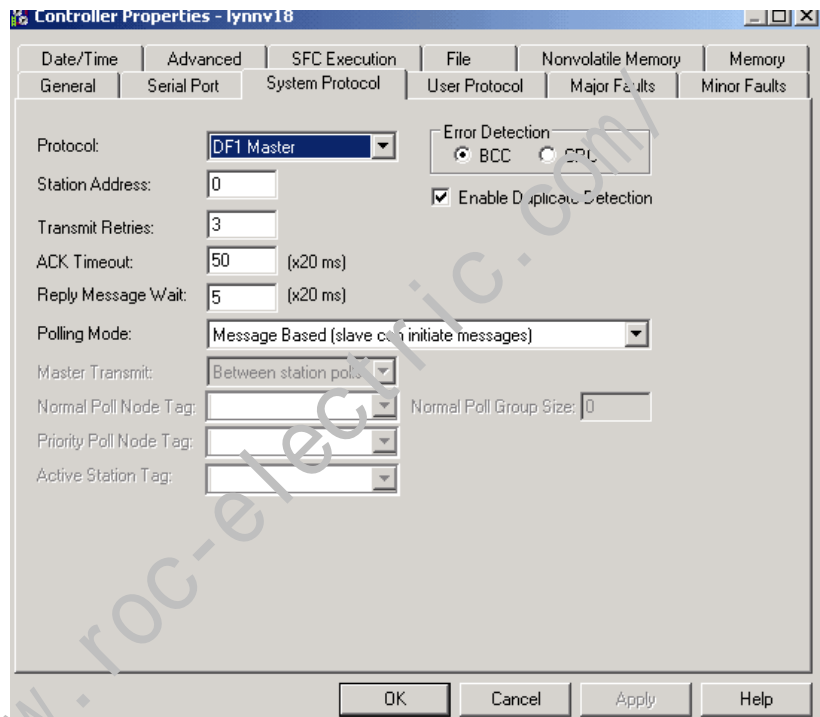 Controller Properties - lynnv18
Date/Time Advanced SFC Execution File Nonvolatile Memory Memory
General Serial Port System Protocol User Protocol Major Faults Minor Faults
Protocol: DF1 Master
Error Detection
BCC CRC
Station Address: 0
Enable Duplicate Detection
Transmit Retries: 3
ACK Timeout: 50 (x20 ms)
Reply Message Wait: 5 (x20 ms)
Polling Mode: Message Based (slave can initiate messages)
Master Transmit: Between station polls
Normal Poll Node Tag: Normal Poll Group Size: 0
Priority Poll Node Tag:
Active Station Tag:
OK Cancel Apply Help
w.roc-electric.com/